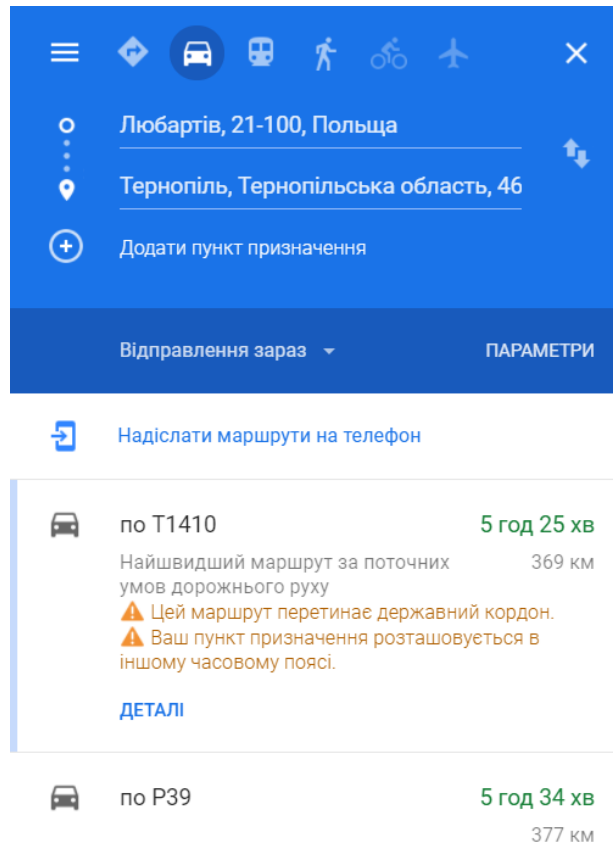 Любартів, 21-100, Польща
Тернопіль, Тернопільська область, 46
Додати пункт призначення
Відправлення зараз ПАРАМЕТРИ
Надіслати маршрути на телефон
по Т1410 5 год 25 хв
Найшвидший маршрут за поточних 369 км
умов дорожнього руху
Цей маршрут перетинає державний кордон.
Ваш пункт призначення розташовується в
іншому часовому поясі.
ДЕТАЛІ
по Р39 5 год 34 хв
377 км